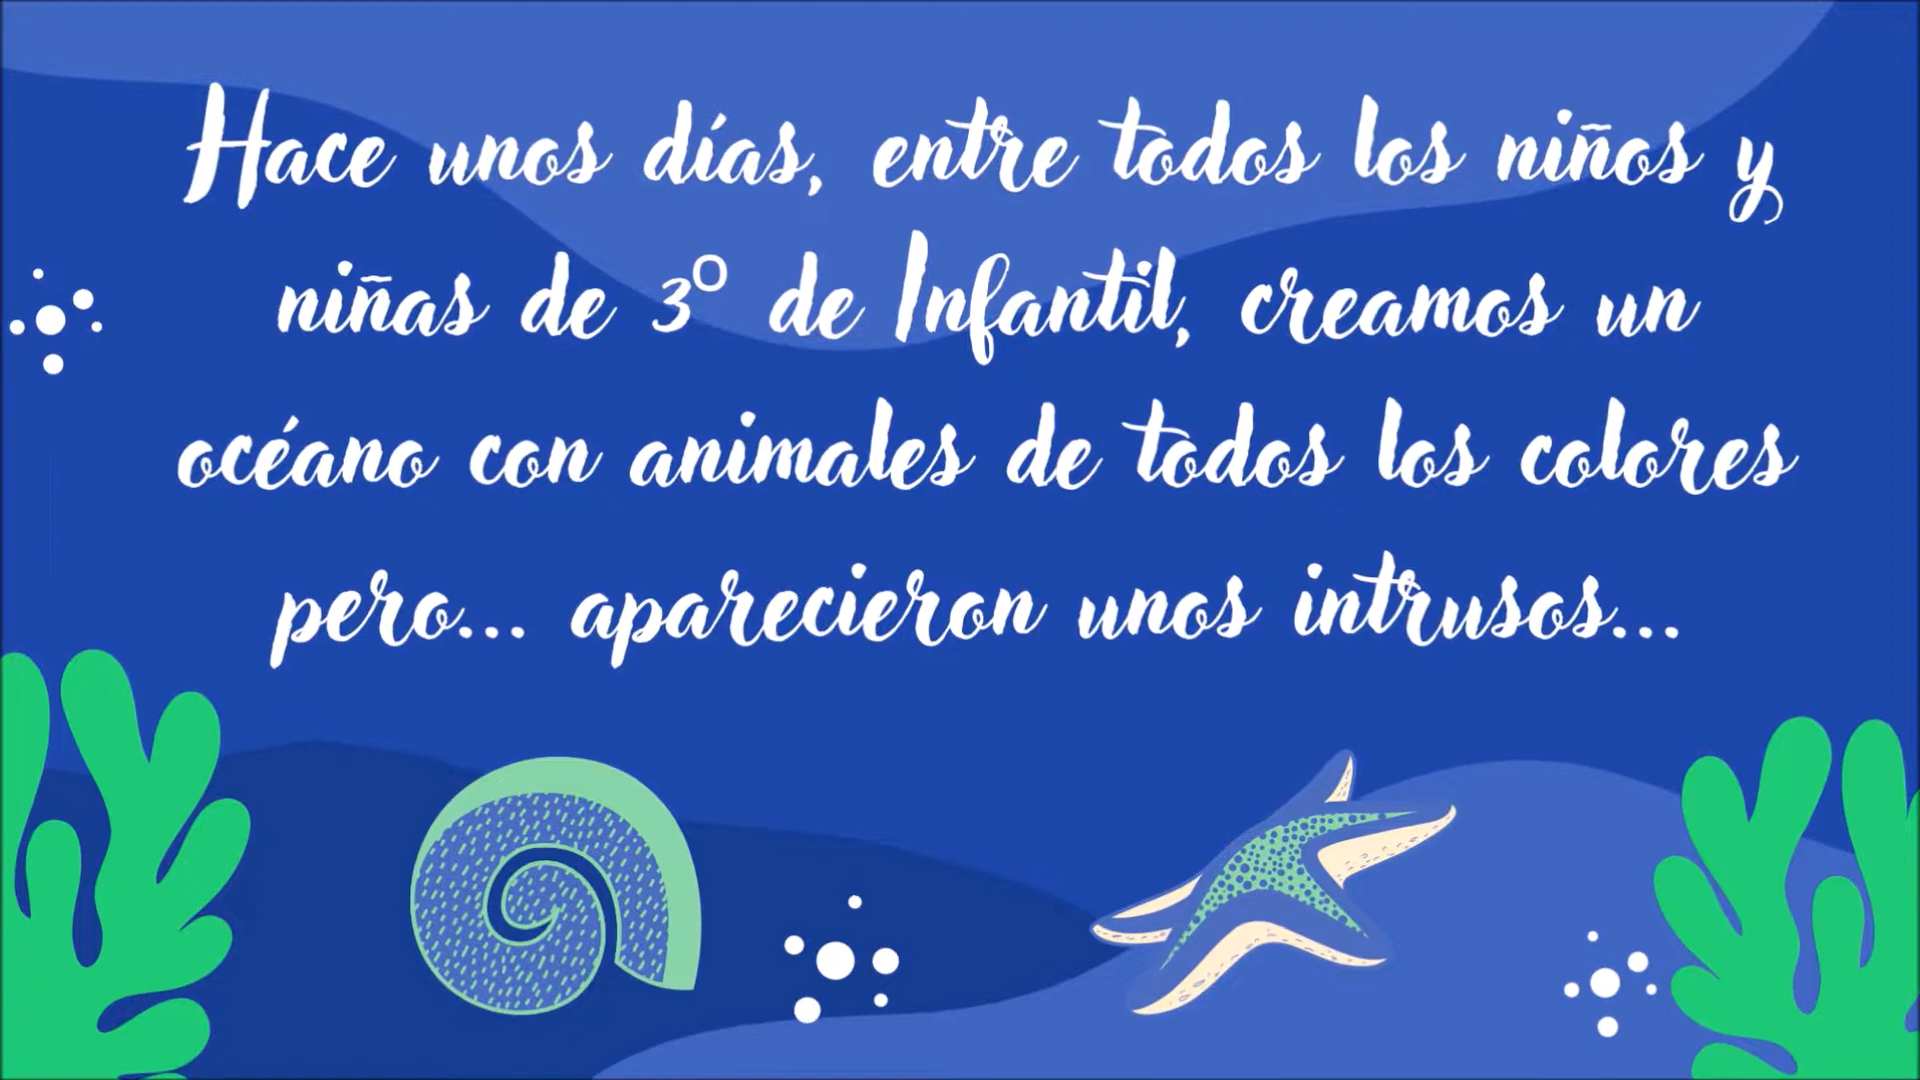 Hace unos días, entre todos los niños y
niñas de 3º de Infantil, creamos un
océano con animales de todos los colores
pero... aparecieron unos intrusos...